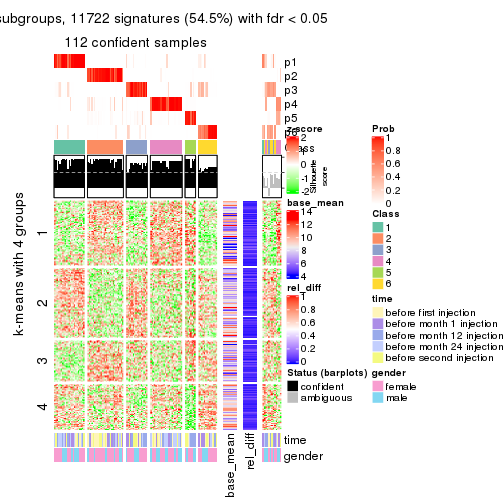 subgroups, 11722 signatures (54.5%) with fdr < 0.05
112 confident samples
p1
p2
p3
p4
p5
p6
Class
Silhouette
score
k-means with 4 groups
1
2
3
4
time
gender
base_mean
rel_diff
z-score
2
1
0
-1
-2
base_mean
14
12
10
8
6
4
rel_diff
1
0.8
0.6
0.4
0.2
0
Status (barplots)
confident
ambiguous
Prob
1
0.8
0.6
0.4
0.2
0
Class
1
2
3
4
5
6
time
before first injection
before month 1 injection
before month 12 injection
before month 24 injection
before second injection
gender
female
male